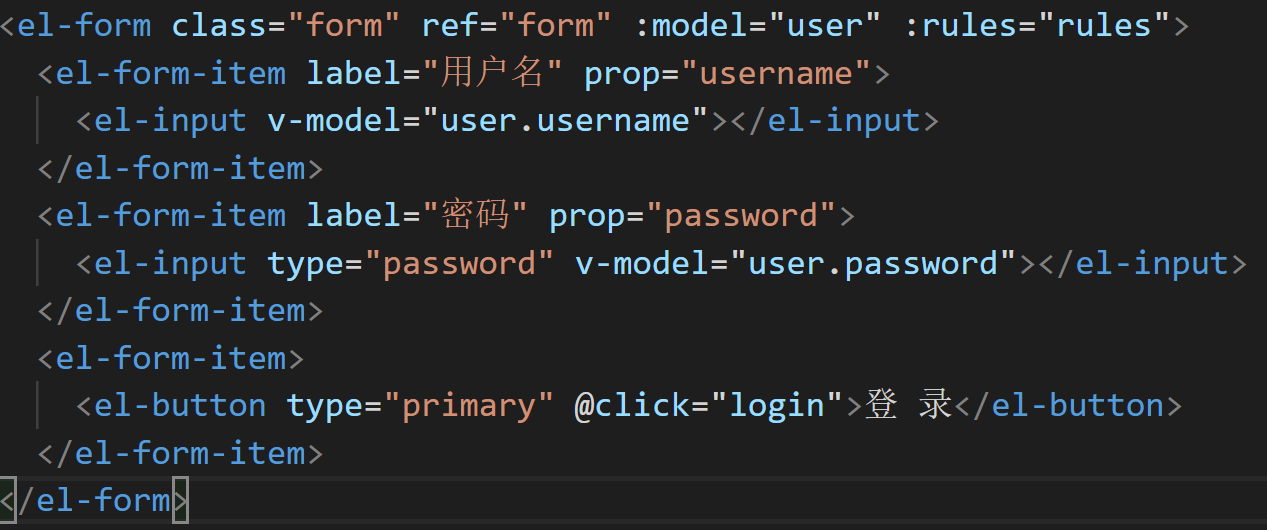 <el-form class="form" ref="form" :model="user" :rules="rules">
<el-form-item label="用户名" prop="username">
<el-input v-model="user.username"></el-input>
</el-form-item>
<el-form-item label="密码" prop="password">
<el-input type="password" v-model="user.password"></el-input>
</el-form-item>
<el-form-item>
<el-button type="primary" @click="login">登 录</el-button>
</el-form-item>
</el-form>